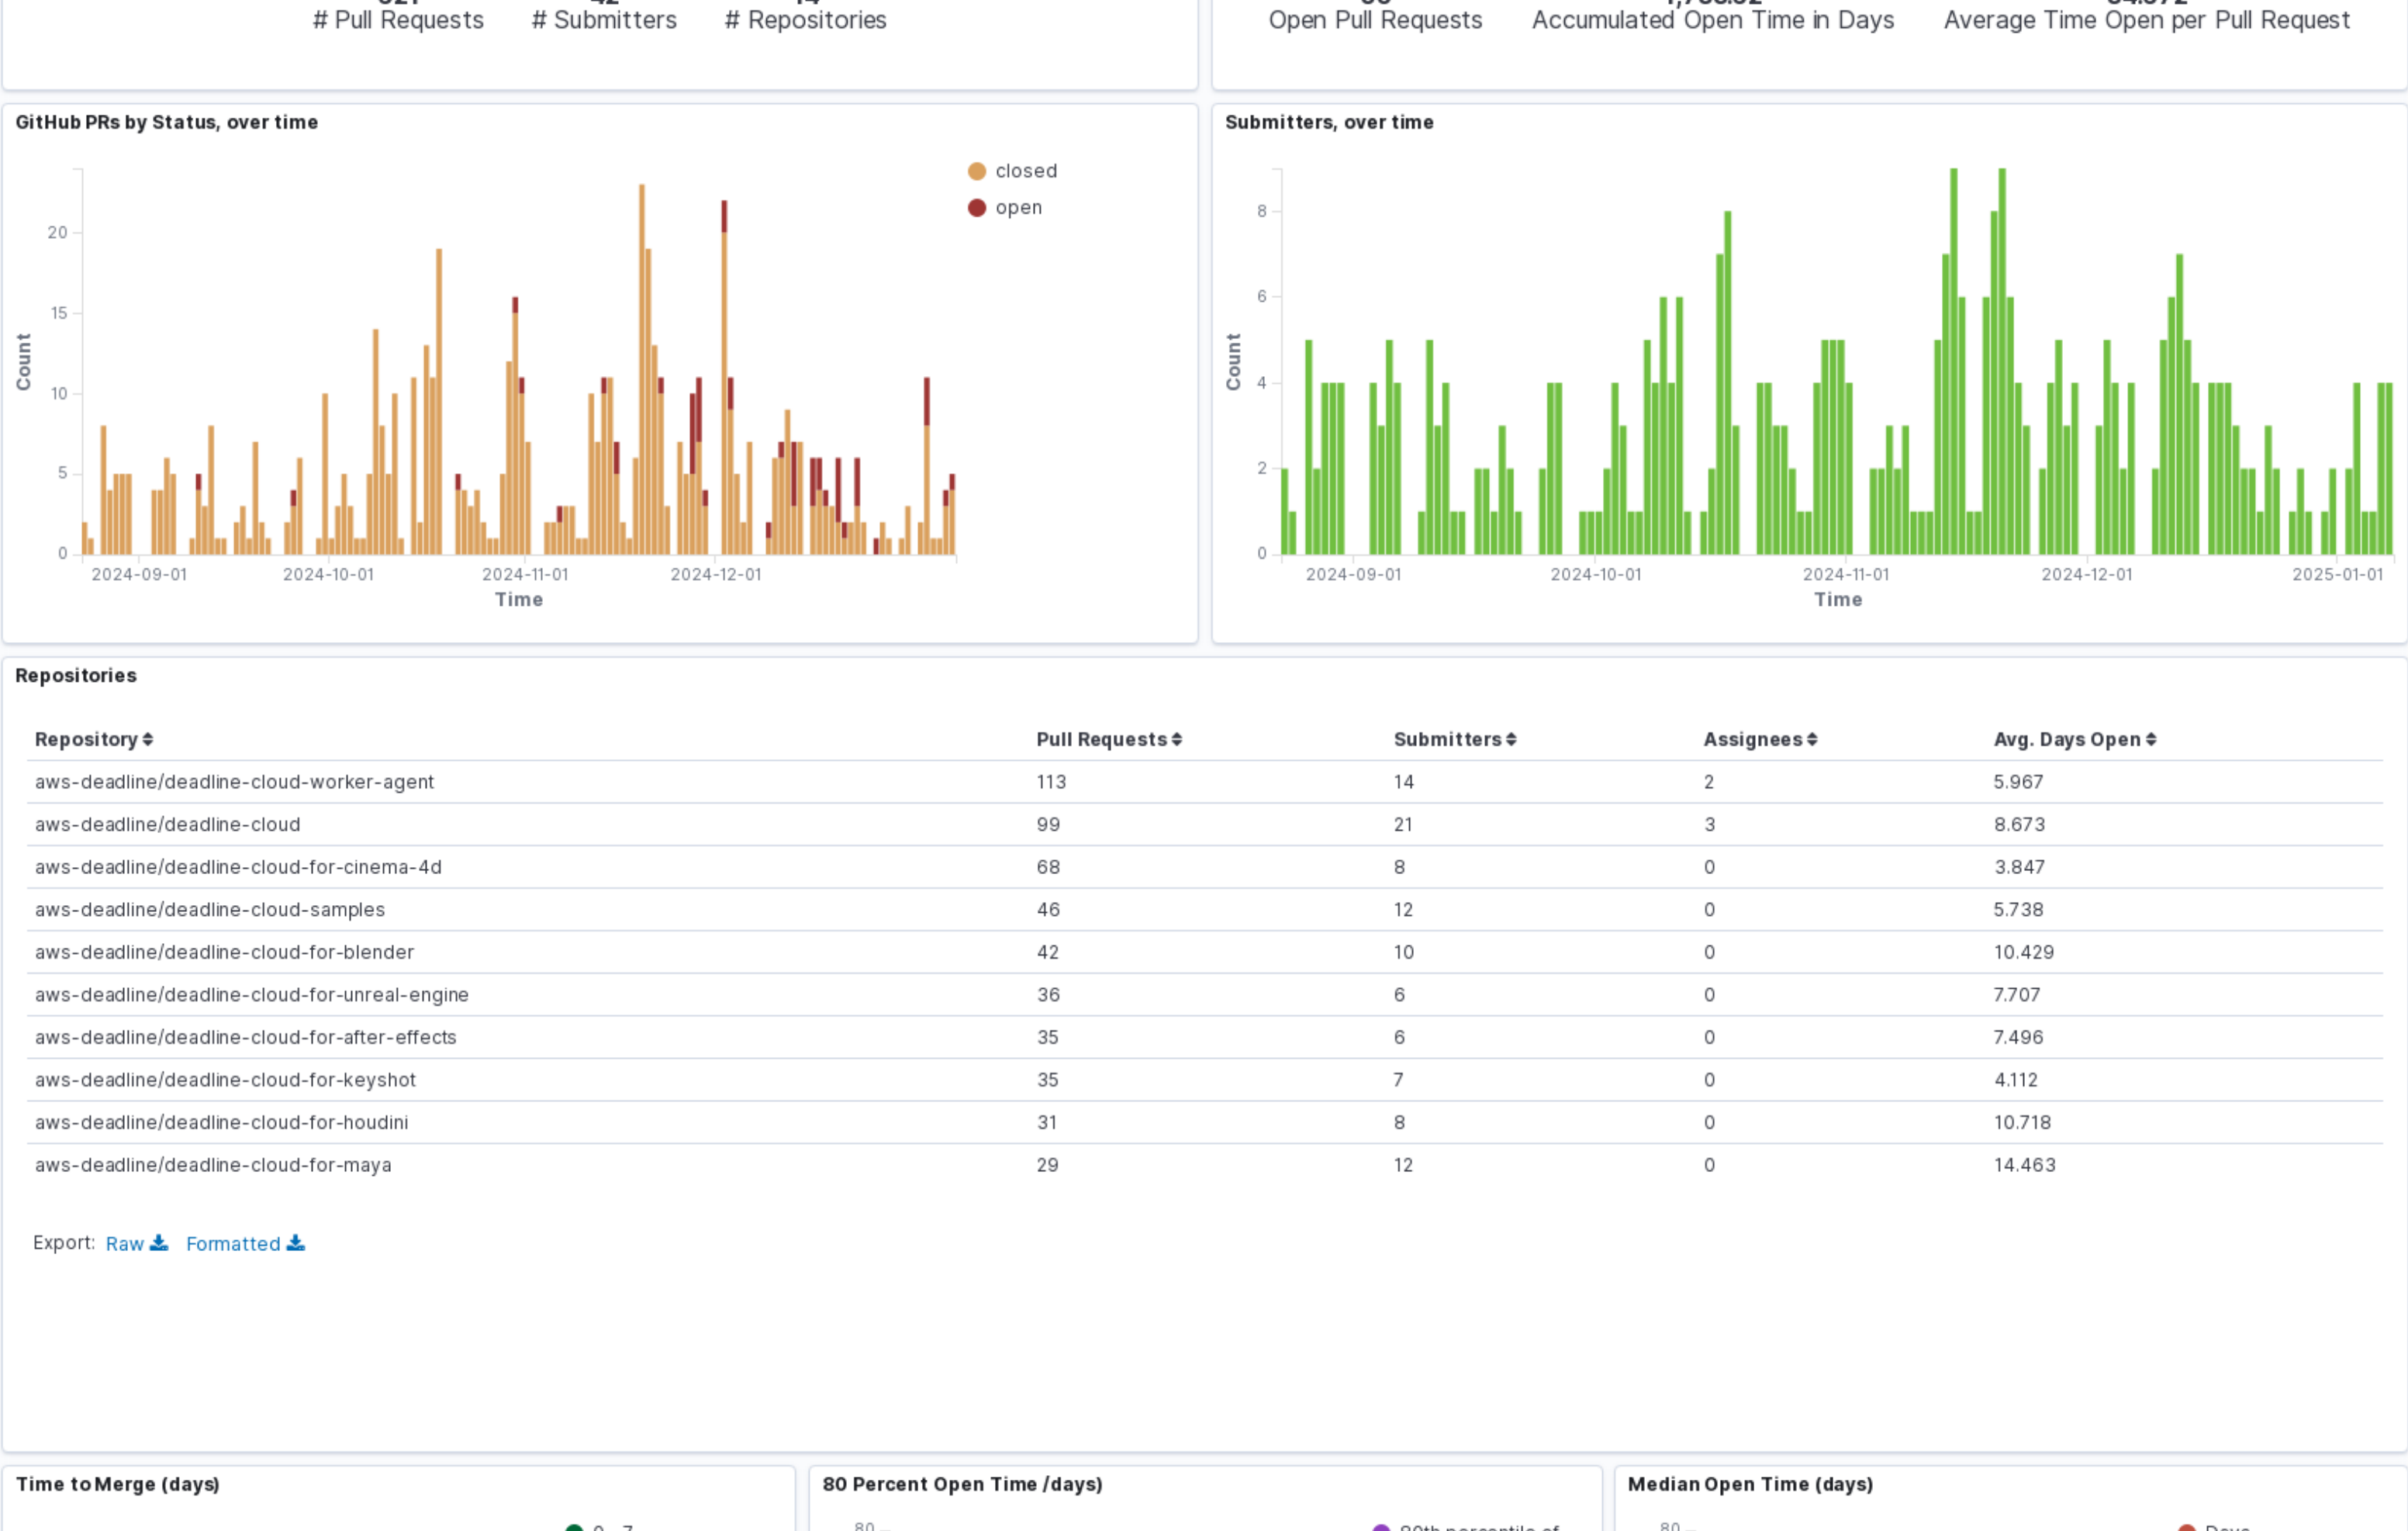 # Pull Requests # Submitters # Repositories
Open Pull Requests Accumulated Open Time in Days Average Time Open per Pull Request
GitHub PRs by Status, over time
closed
open
Count
20
15
10
5
0
2024-09-01 2024-10-01 2024-11-01 2024-12-01
Time
Submitters, over time
Count
8
6
4
2
0
2024-09-01 2024-10-01 2024-11-01 2024-12-01 2025-01-01
Time
Repositories
Repository Pull Requests Submitters Assignees Avg. Days Open
aws-deadline/deadline-cloud-worker-agent 113 14 2 5.967
aws-deadline/deadline-cloud 99 21 3 8.673
aws-deadline/deadline-cloud-for-cinema-4d 68 8 0 3.847
aws-deadline/deadline-cloud-samples 46 12 0 5.738
aws-deadline/deadline-cloud-for-blender 42 10 0 10.429
aws-deadline/deadline-cloud-for-unreal-engine 36 6 0 7.707
aws-deadline/deadline-cloud-for-after-effects 35 6 0 7.496
aws-deadline/deadline-cloud-for-keyshot 35 7 0 4.112
aws-deadline/deadline-cloud-for-houdini 31 8 0 10.718
aws-deadline/deadline-cloud-for-maya 29 12 0 14.463
Export: Raw Formatted
Time to Merge (days)
80 Percent Open Time /days)
80
80th percentile of
Median Open Time (days)
80
Days